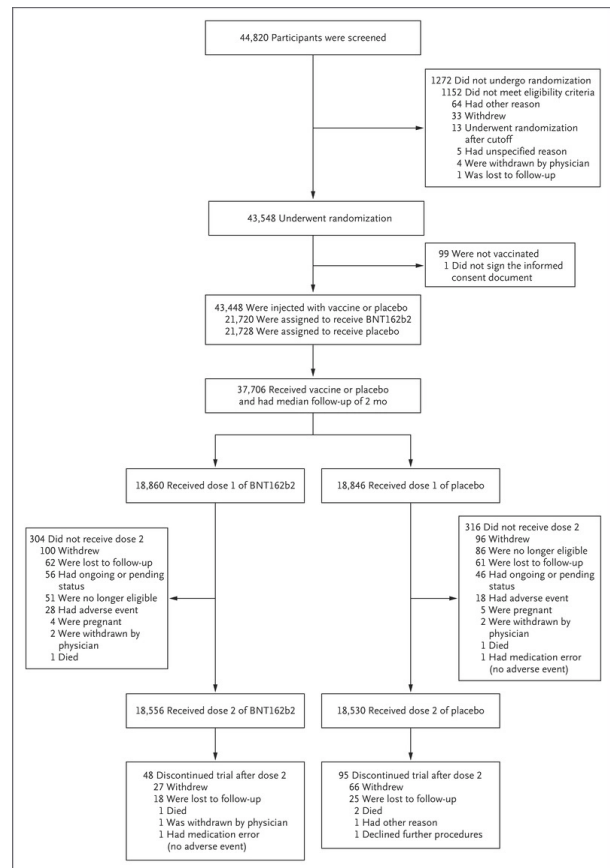 44,820 Participants were screened
1272 Did not undergo randomization
1152 Did not meet eligibility criteria
64 Had other reason
33 Withdrew
13 Underwent randomization
after cutoff
5 Had unspecified reason
4 Were withdrawn by physician
1 Was lost to follow-up
43,548 Underwent randomization
99 Were not vaccinated
1 Did not sign the informed
consent document
43,448 Were injected with vaccine or placebo
21,720 Were assigned to receive BNT162b2
21,728 Were assigned to receive placebo
37,706 Received vaccine or placebo
and had median follow-up of 2 mo
18,860 Received dose 1 of BNT162b2
18,846 Received dose 1 of placebo
304 Did not receive dose 2
100 Withdrew
62 Were lost to follow-up
56 Had ongoing or pending
status
51 Were no longer eligible
28 Had adverse event
4 Were pregnant
2 Were withdrawn by
physician
1 Died
316 Did not receive dose 2
96 Withdrew
86 Were no longer eligible
61 Were lost to follow-up
46 Had ongoing or pending
status
18 Had adverse event
5 Were pregnant
2 Were withdrawn by
physician
1 Died
1 Had medication error
(no adverse event)
18,556 Received dose 2 of BNT162b2
18,530 Received dose 2 of placebo
48 Discontinued trial after dose 2
27 Withdrew
18 Were lost to follow-up
1 Died
1 Was withdrawn by physician
1 Had medication error
(no adverse event)
95 Discontinued trial after dose 2
66 Withdrew
25 Were lost to follow-up
2 Died
1 Had other reason
1 Declined further procedures